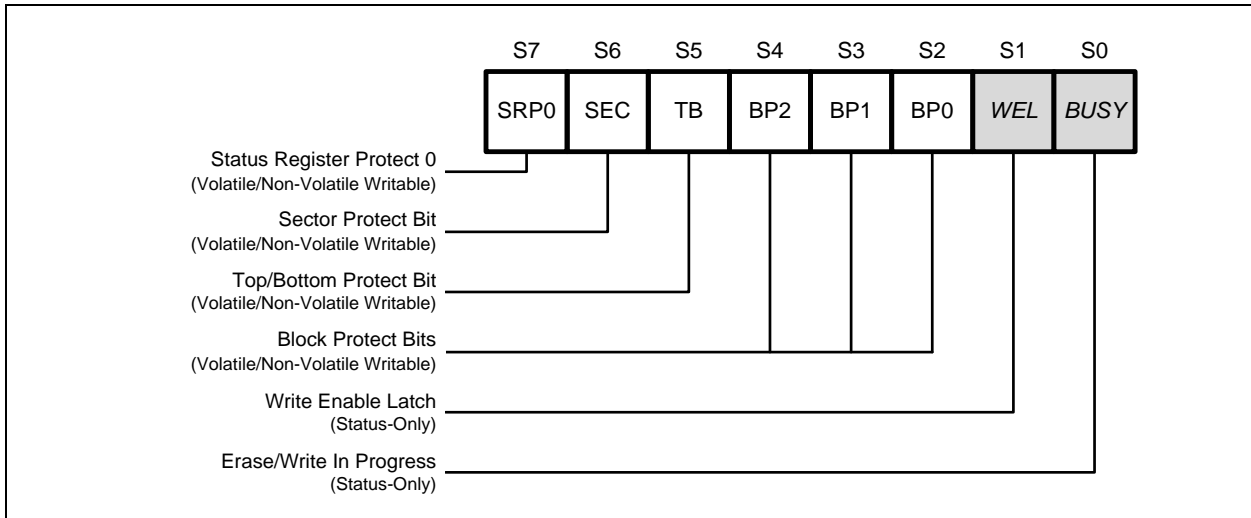 S7 S6 S5 S4 S3 S2 S1 S0
SRP0 SEC TB BP2 BP1 BP0 WEL BUSY
Status Register Protect 0
(Volatile/Non-Volatile Writable)
Sector Protect Bit
(Volatile/Non-Volatile Writable)
Top/Bottom Protect Bit
(Volatile/Non-Volatile Writable)
Block Protect Bits
(Volatile/Non-Volatile Writable)
Write Enable Latch
(Status-Only)
Erase/Write In Progress
(Status-Only)